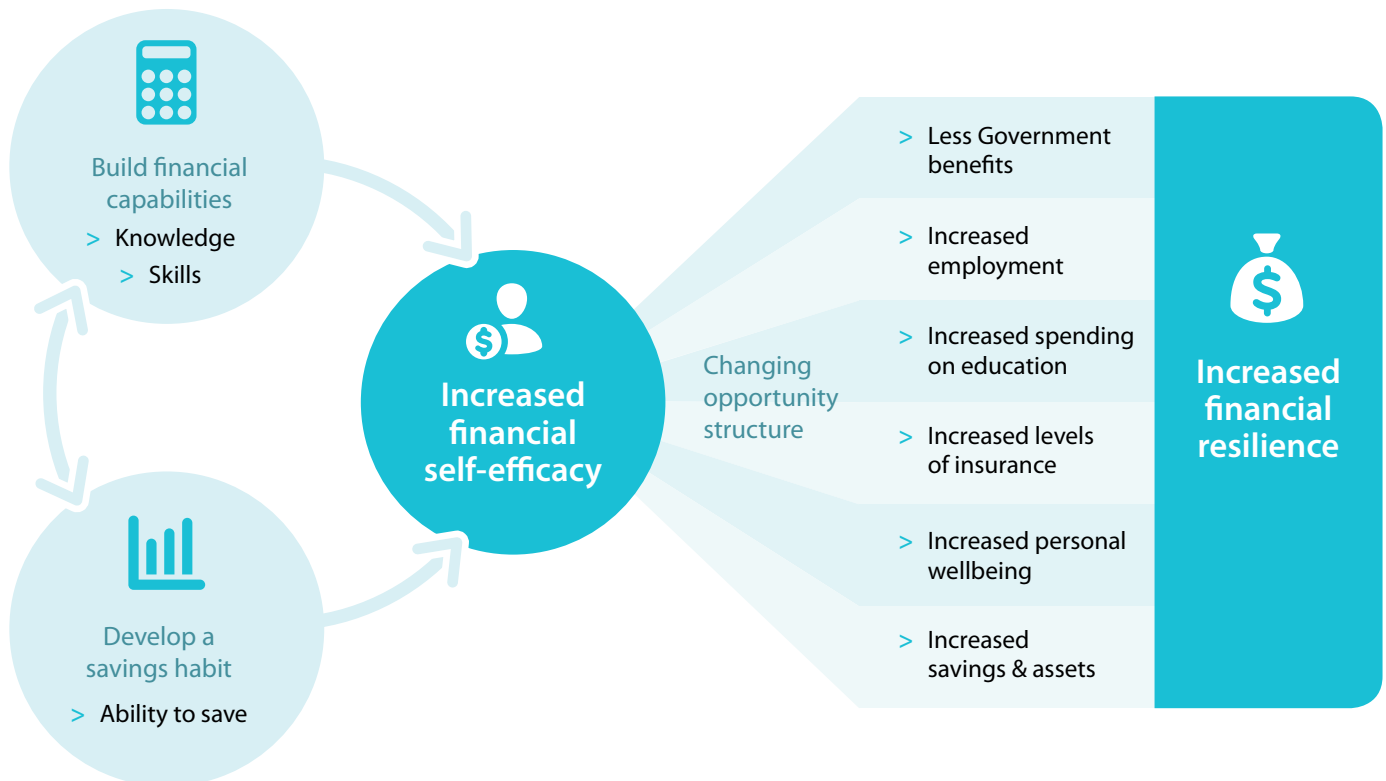 Build financial
capabilities
> Knowledge
> Skills
Develop a
savings habit
> Ability to save
$
Increased
financial
self-efficacy
Changing
opportunity
structure
> Less Government
benefits
> Increased
employment
> Increased spending
on education
> Increased levels
of insurance
> Increased personal
wellbeing
> Increased
savings & assets
$
Increased
financial
resilience